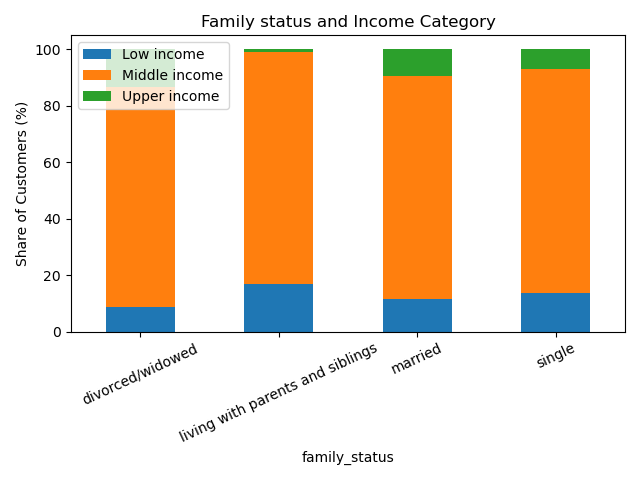 Family status and Income Category
Low income
Middle income
Upper income
Share of Customers (%)
100
80
60
40
20
0
divorced/widowed
living with parents and siblings
married
single
family_status